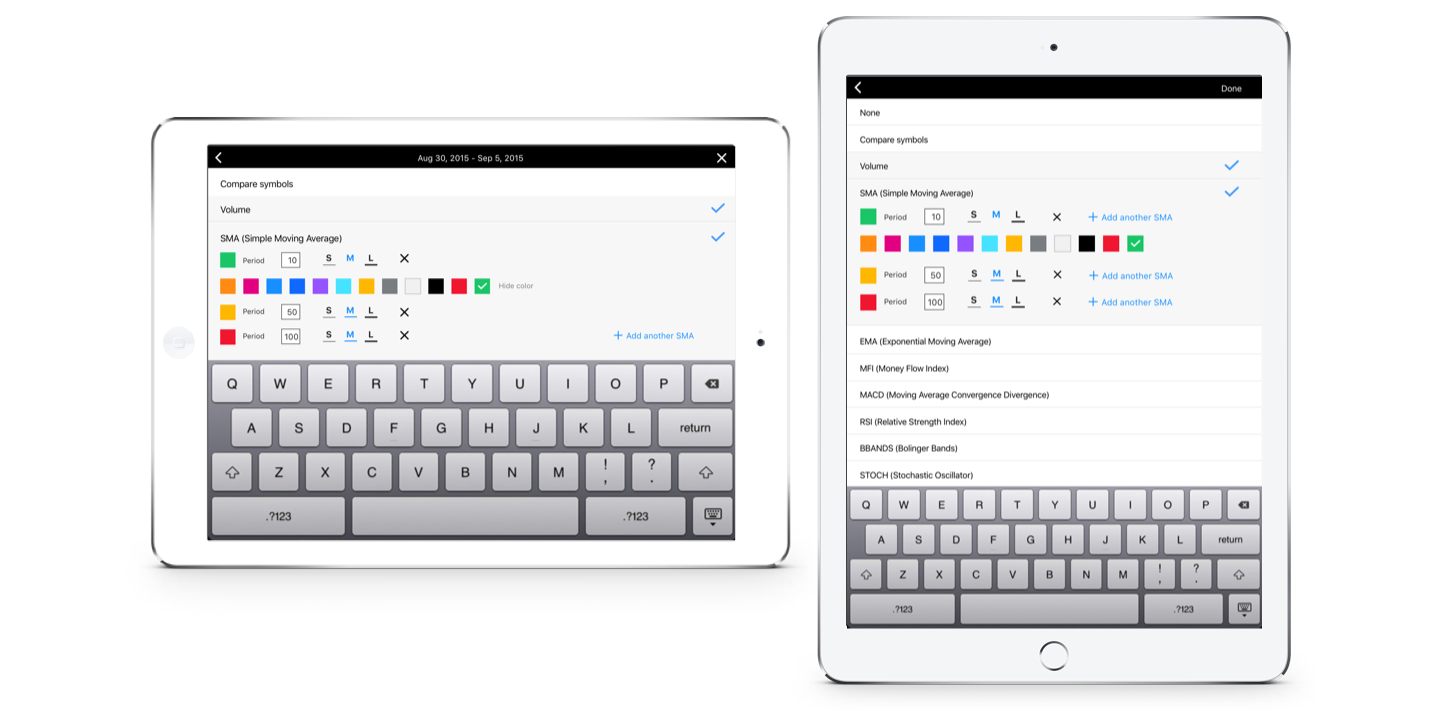 Aug 30, 2015 - Sep 5, 2015
Compare symbols
Volume
SMA (Simple Moving Average)
Period 10 S M L
Hide color
Period 50 S M L
Period 100 S M L + Add another SMA
Q W E R T Y U I O P
A S D F G H J K L return
Z X C V B N M ! , ? .
.?123 .?123
Done
None
Compare symbols
Volume
SMA (Simple Moving Average)
Period 10 S M L + Add another SMA
Period 50 S M L + Add another SMA
Period 100 S M L + Add another SMA
EMA (Exponential Moving Average)
MFI (Money Flow Index)
MACD (Moving Average Convergence Divergence)
RSI (Relative Strength Index)
BBANDS (Bolinger Bands)
STOCH (Stochastic Oscillator)
Q W E R T Y U I O P
A S D F G H J K L return
Z X C V B N M ! , ? .
.?123 .?123